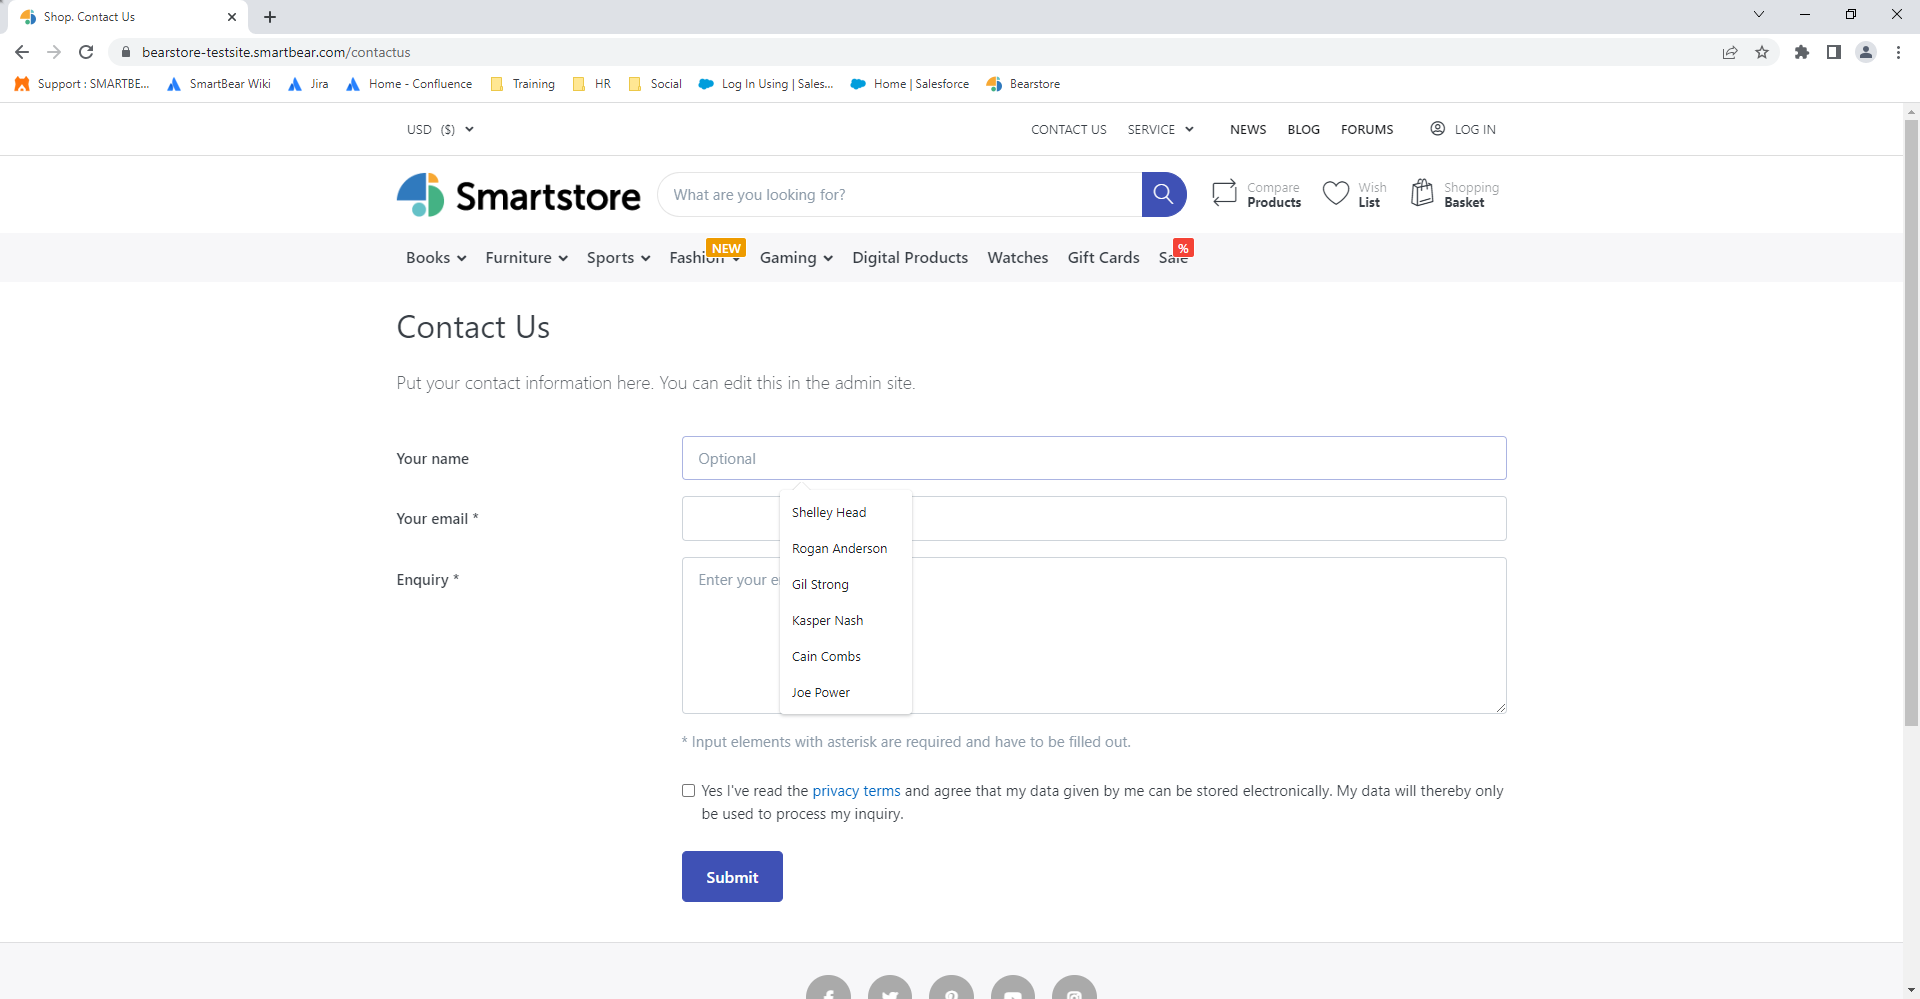 Shop. Contact Us
bearstore-testsite.smartbear.com/contactus
Support : SMARTBE... SmartBear Wiki Jira Home - Confluence Training HR Social Log In Using | Sales... Home | Salesforce Bearstore
USD ($) CONTACT US SERVICE NEWS BLOG FORUMS LOG IN
Smartstore What are you looking for? Compare Products Wish List Shopping Basket
NEW %
Books Furniture Sports Fashion Gaming Digital Products Watches Gift Cards Sale
Contact Us
Put your contact information here. You can edit this in the admin site.
Your name Optional
Shelley Head
Your email *
Rogan Anderson
Enquiry * Enter your e
Gil Strong
Kasper Nash
Cain Combs
Joe Power
* Input elements with asterisk are required and have to be filled out.
Yes I've read the privacy terms and agree that my data given by me can be stored electronically. My data will thereby only
be used to process my inquiry.
Submit